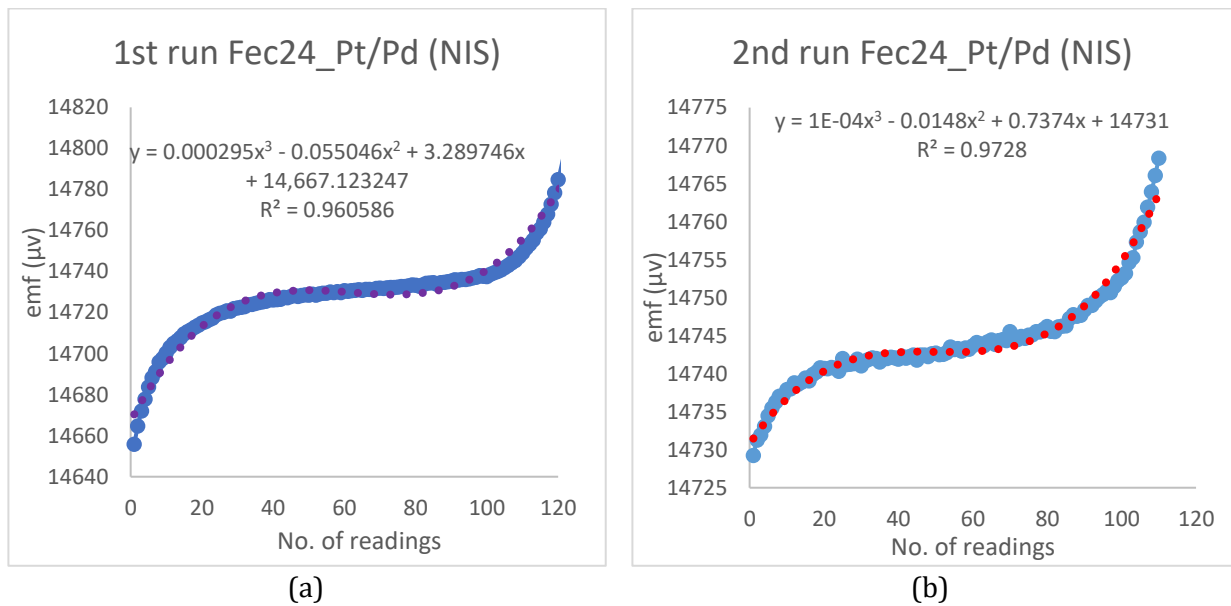 1st run Fec24_Pt/Pd (NIS)
y = 0.000295x³ - 0.055046x² + 3.289746x
+ 14,667.123247
R² = 0.960586
emf (μv)
14820
14800
14780
14760
14740
14720
14700
14680
14660
14640
0 20 40 60 80 100 120
No. of readings
(a)
2nd run Fec24_Pt/Pd (NIS)
y = 1E-04x³ - 0.0148x² + 0.7374x + 14731
R² = 0.9728
emf (μv)
14775
14770
14765
14760
14755
14750
14745
14740
14735
14730
14725
0 20 40 60 80 100 120
No. of readings
(b)